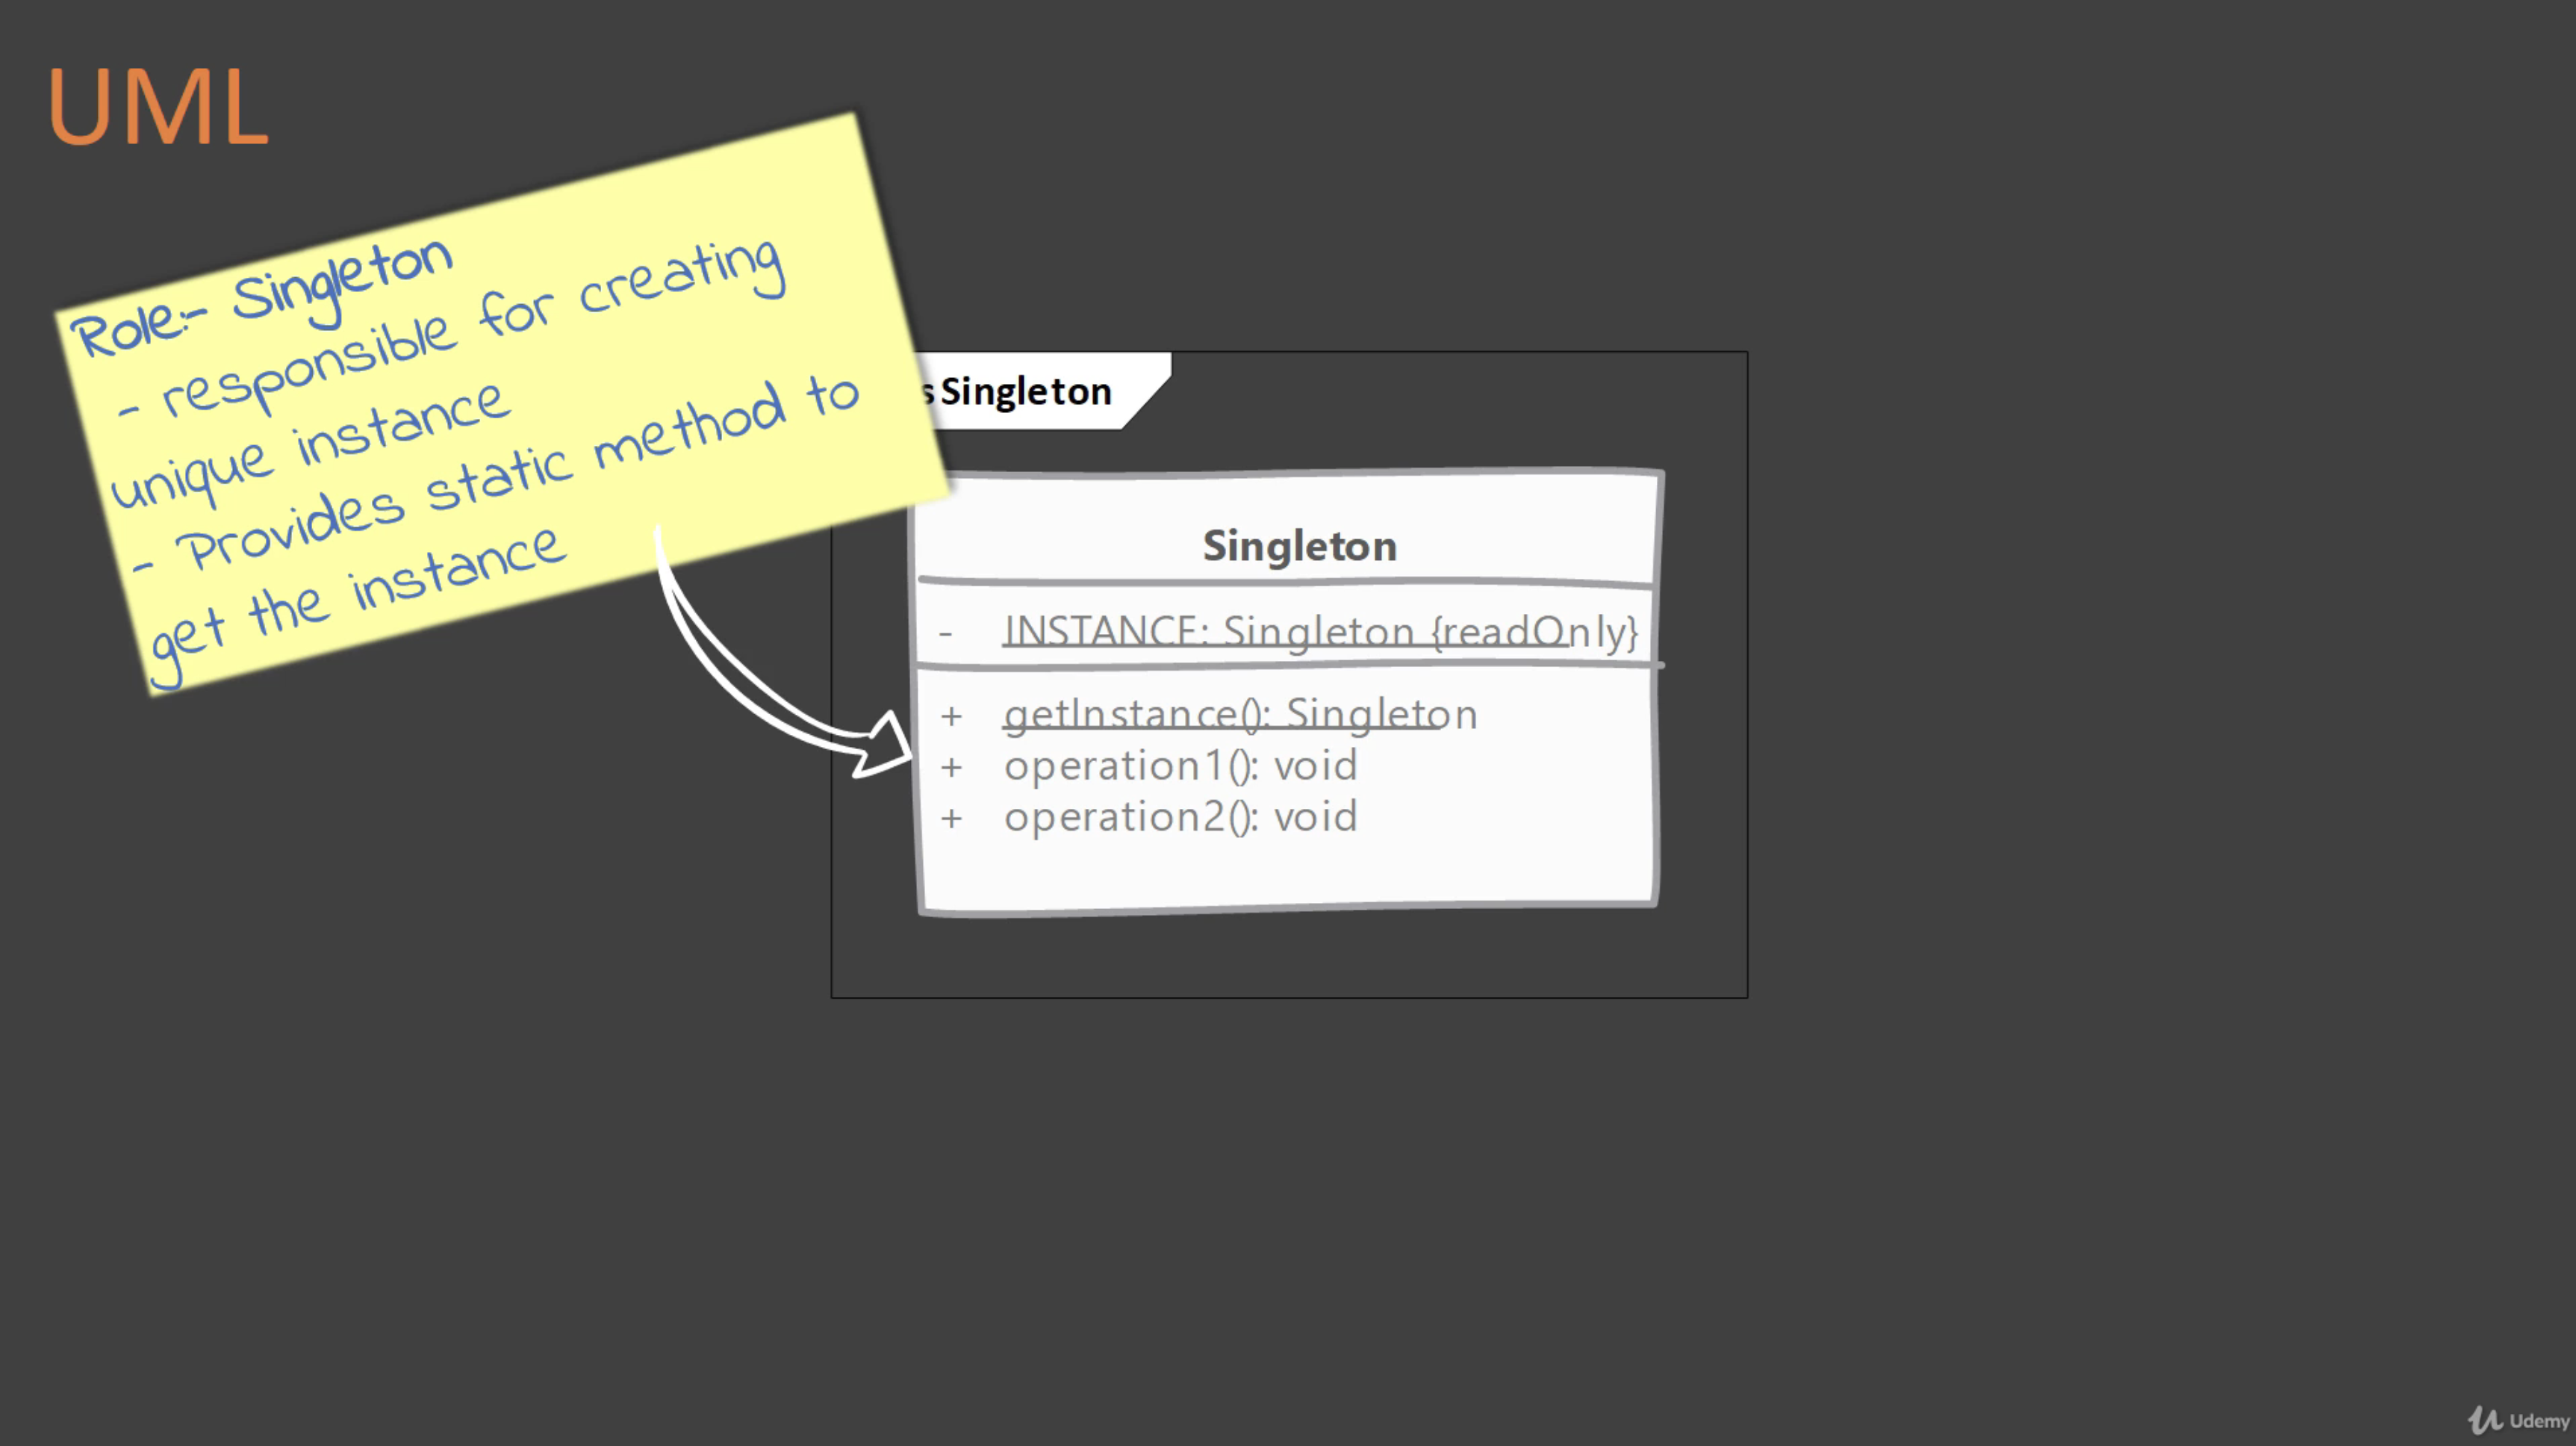 UML
Role:- Singleton
- responsible for creating
unique instance
- Provides static method to
get the instance
Singleton
Singleton
- INSTANCE: Singleton {readOnly}
+ getInstance(): Singleton
+ operation1(): void
+ operation2(): void
Udemy